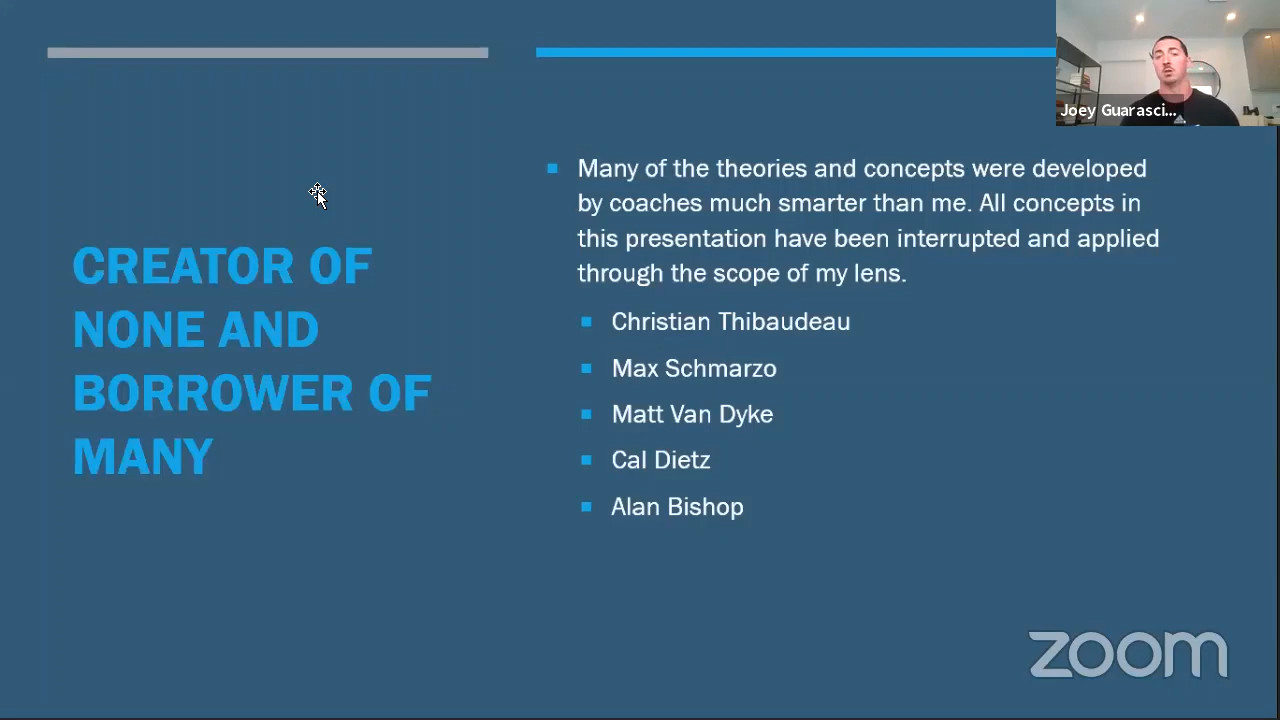 Joey Guarasci...
CREATOR OF
NONE AND
BORROWER OF
MANY
Many of the theories and concepts were developed
by coaches much smarter than me. All concepts in
this presentation have been interrupted and applied
through the scope of my lens.
Christian Thibaudeau
Max Schmarzo
Matt Van Dyke
Cal Dietz
Alan Bishop
zoom